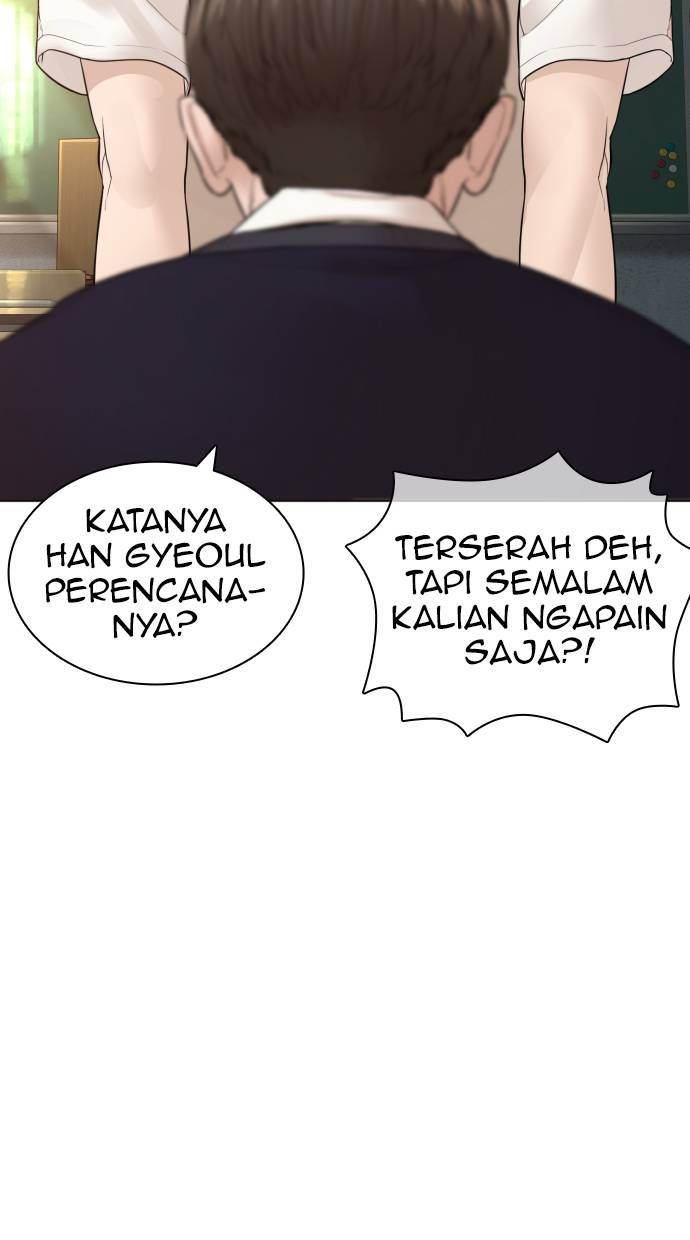 KATANYA
HAN GYEOUL
PERENCANA-
NYA?
TERSERAH DEH,
TAPI SEMALAM
KALIAN NGAPAIN
SAJA?!